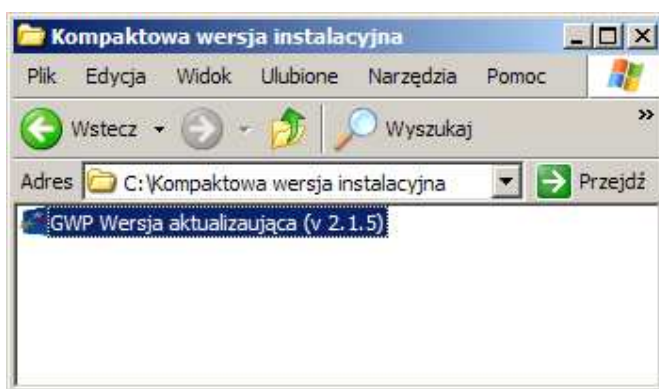 Kompaktowa wersja instalacyjna
Plik Edycja Widok Ulubione Narzędzia Pomoc
Wstecz Wyszukaj »
Adres C:\Kompaktowa wersja instalacyjna Przejdź
GWP Wersja aktualizaująca (v 2.1.5)